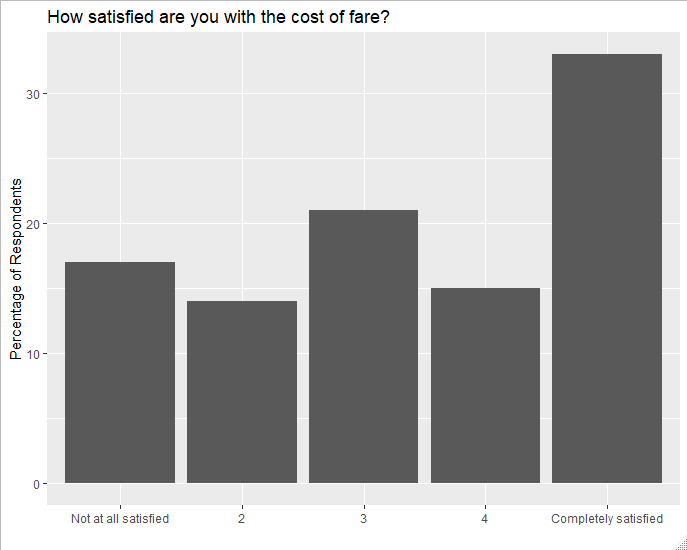 How satisfied are you with the cost of fare?
Percentage of Respondents
30
20
10
0
Not at all satisfied 2 3 4 Completely satisfied